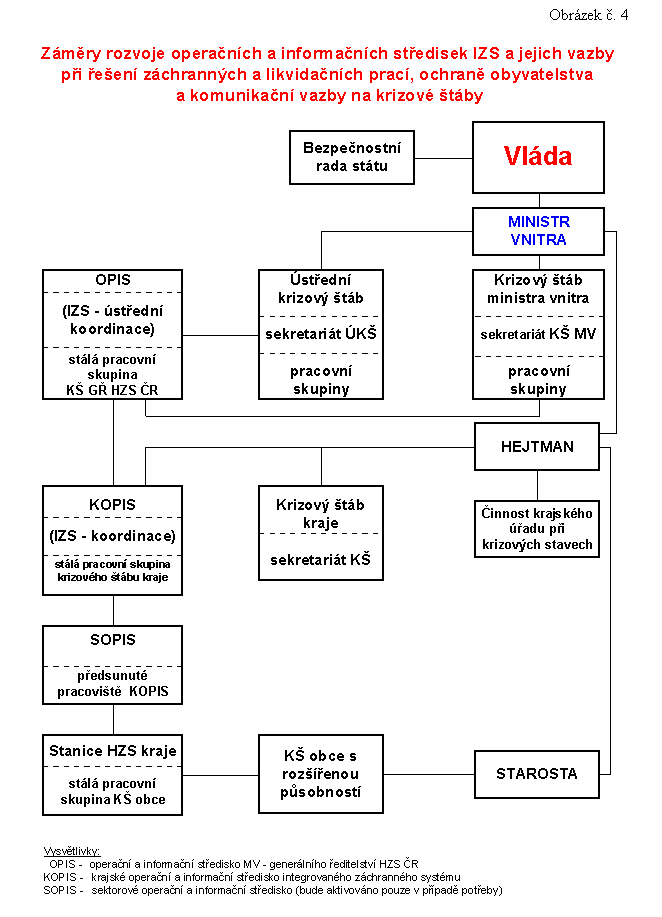 Obrázek č. 4
Záměry rozvoje operačních a informačních středisek IZS a jejich vazby
při řešení záchranných a likvidačních prací, ochraně obyvatelstva
a komunikační vazby na krizové štáby
Bezpečnostní
rada státu
Vláda
MINISTR
VNITRA
OPIS
(IZS - ústřední
koordinace)
stálá pracovní
skupina
KŠ GŘ HZS ČR
Ústřední
krizový štáb
sekretariát ÚKŠ
pracovní
skupiny
Krizový štáb
ministra vnitra
sekretariát KŠ MV
pracovní
skupiny
HEJTMAN
KOPIS
(IZS - koordinace)
stálá pracovní skupina
krizového štábu kraje
Krizový štáb
kraje
sekretariát KŠ
Činnost krajského
úřadu při
krizových stavech
SOPIS
předsunuté
pracoviště KOPIS
Stanice HZS kraje
stálá pracovní
skupina KŠ obce
KŠ obce s
rozšířenou
působností
STAROSTA
Vysvětlivky:
OPIS - operační a informační středisko MV - generálního ředitelství HZS ČR
KOPIS - krajské operační a informační středisko integrovaného záchranného systému
SOPIS - sektorové operační a informační středisko (bude aktivováno pouze v případě potřeby)